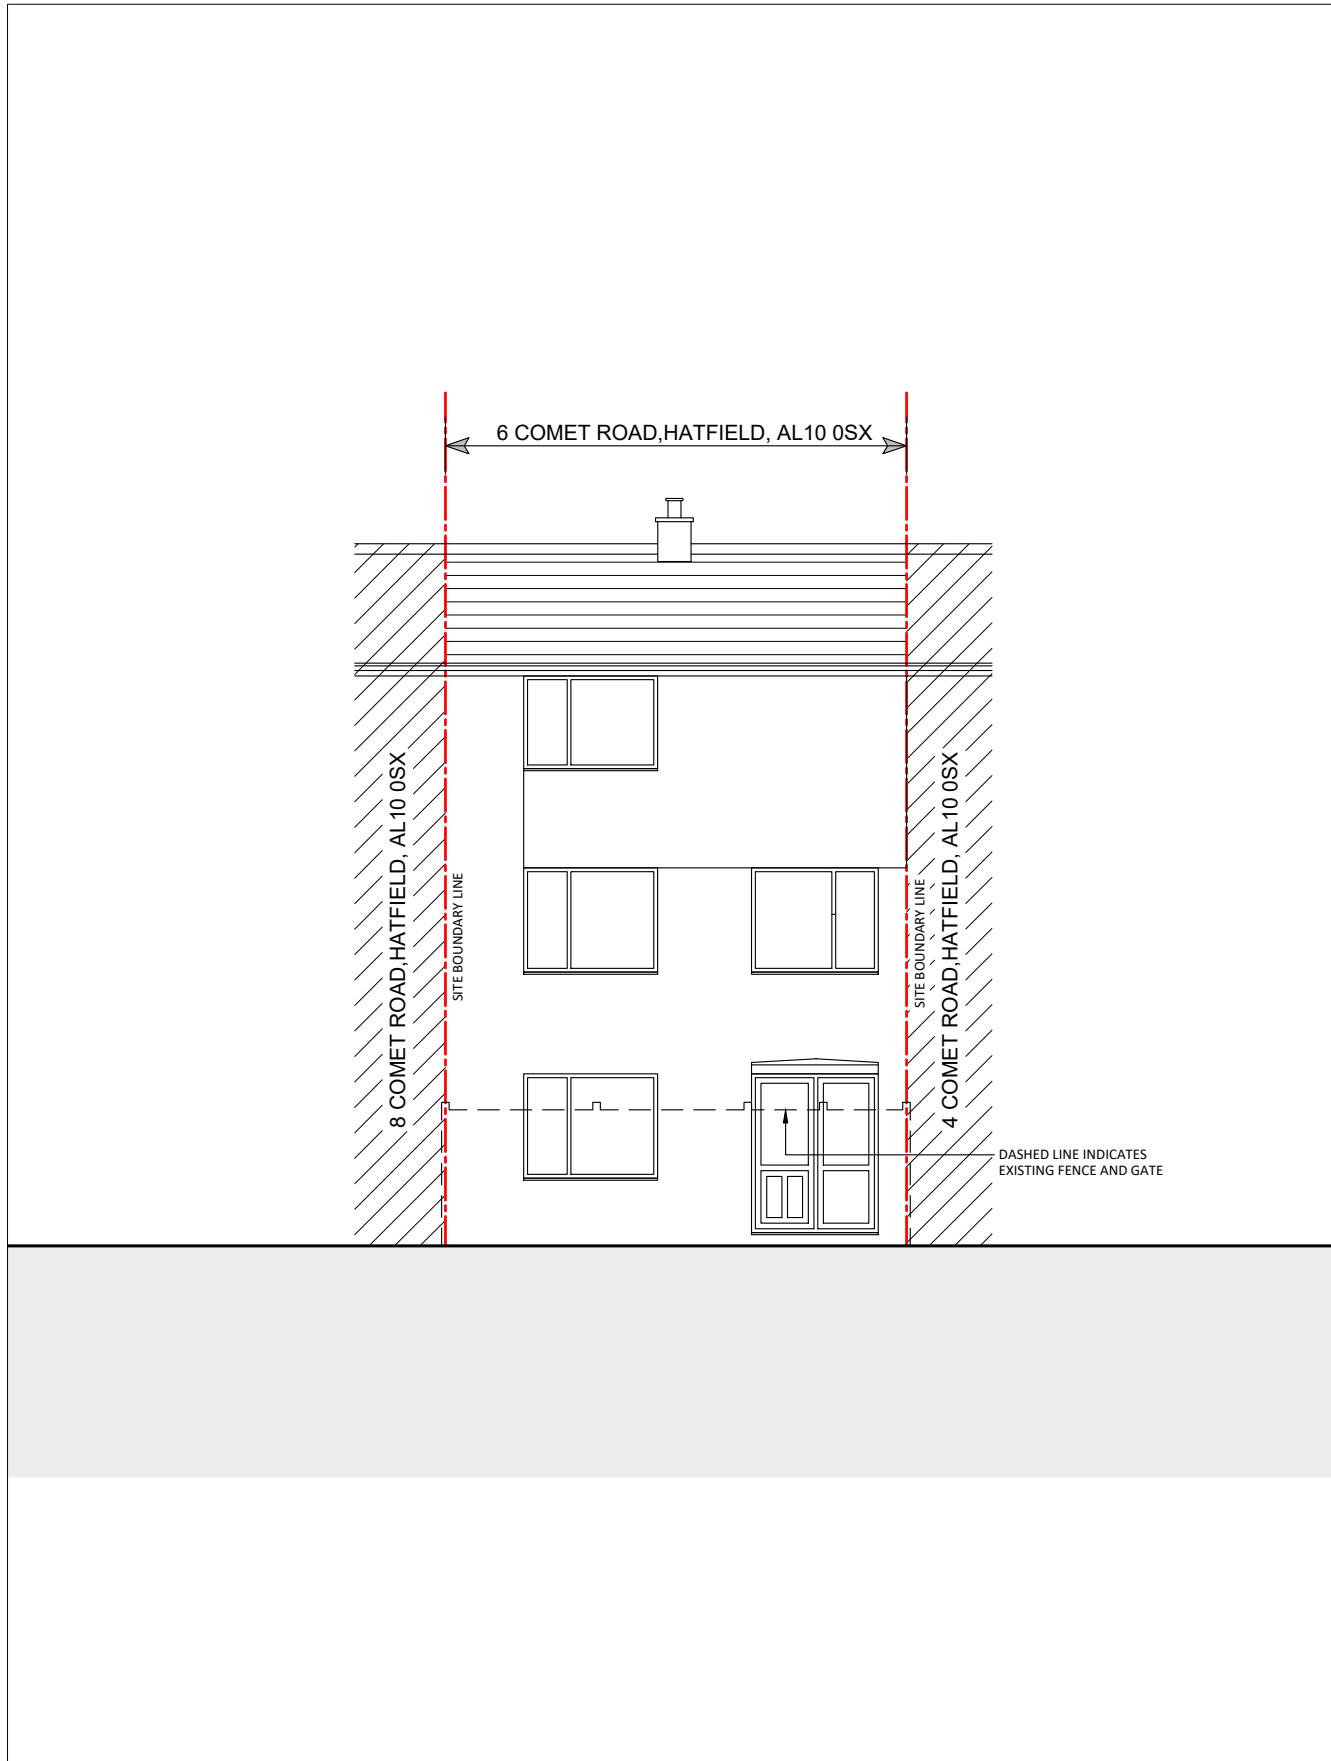 6 COMET ROAD,HATFIELD, AL10 0SX
8 COMET ROAD,HATFIELD, AL10 0SX
SITE BOUNDARY LINE
SITE BOUNDARY LINE
4 COMET ROAD,HATFIELD, AL10 0SX
DASHED LINE INDICATES
EXISTING FENCE AND GATE